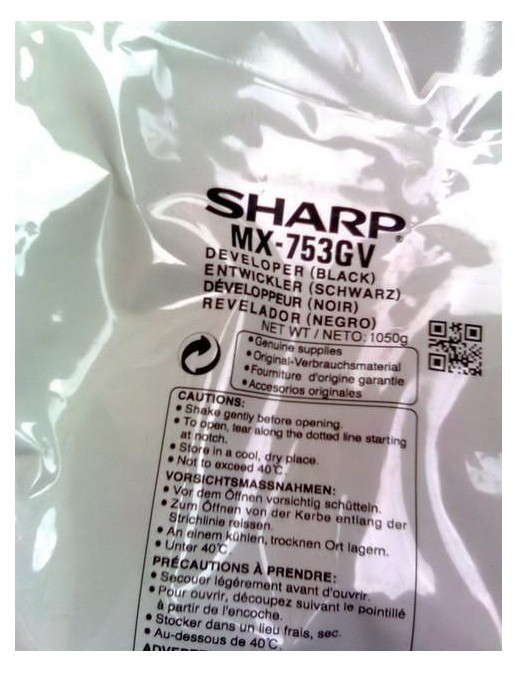 SHARP®
MX-753GV
DEVELOPER (BLACK)
ENTWICKLER (SCHWARZ)
DÉVELOPPEUR (NOIR)
REVELADOR (NEGRO)
NET WT / NETO: 1050g
• Genuine supplies
• Original-Verbrauchsmaterial
• Fourniture d'origine garantie
• Accesorios originales
CAUTIONS:
• Shake gently before opening.
• To open, tear along the dotted line starting
at notch.
• Store in a cool, dry place.
• Not to exceed 40°C.
VORSICHTSMASSNAHMEN:
• Vor dem Öffnen vorsichtig schütteln.
• Zum Öffnen von der Kerbe entlang der
Strichlinie reissen.
• An einem kühlen, trocknen Ort lagern.
• Unter 40°C
PRÉCAUTIONS À PRENDRE:
• Secouer légérement avant d'ouvrir.
• Pour ouvrir, découpez suivant le pointillé
à partir de l'encoche.
• Stocker dans un lieu frais, sec.
• Au-dessous de 40°C.